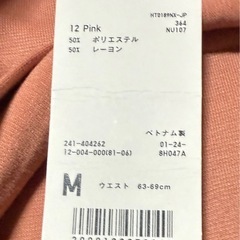 HT0189NX-JP
12 Pink 364
50% ポリエステル NU107
50% レーヨン
ベトナム製
241-404262 01-24-
12-004-000(81-06) 8H047A
M ウエスト 63-69cm